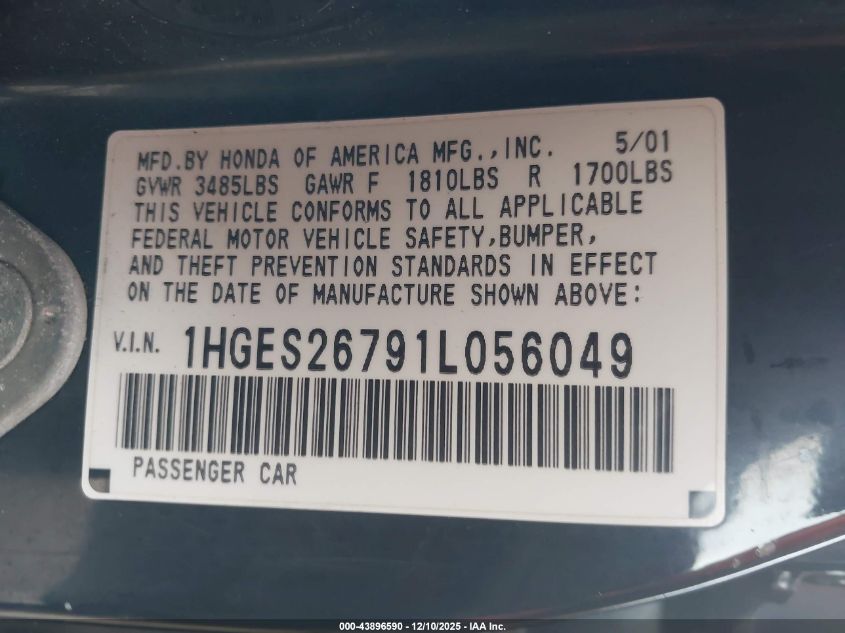 MFD.BY HONDA OF AMERICA MFG.,INC. 5/01
GVWR 3485LBS GAWR F 1810LBS R 1700LBS
THIS VEHICLE CONFORMS TO ALL APPLICABLE
FEDERAL MOTOR VEHICLE SAFETY,BUMPER,
AND THEFT PREVENTION STANDARDS IN EFFECT
ON THE DATE OF MANUFACTURE SHOWN ABOVE:
V.I.N. 1HGES26791L056049
PASSENGER CAR
000-43896590 - 12/10/2025 - IAA Inc.